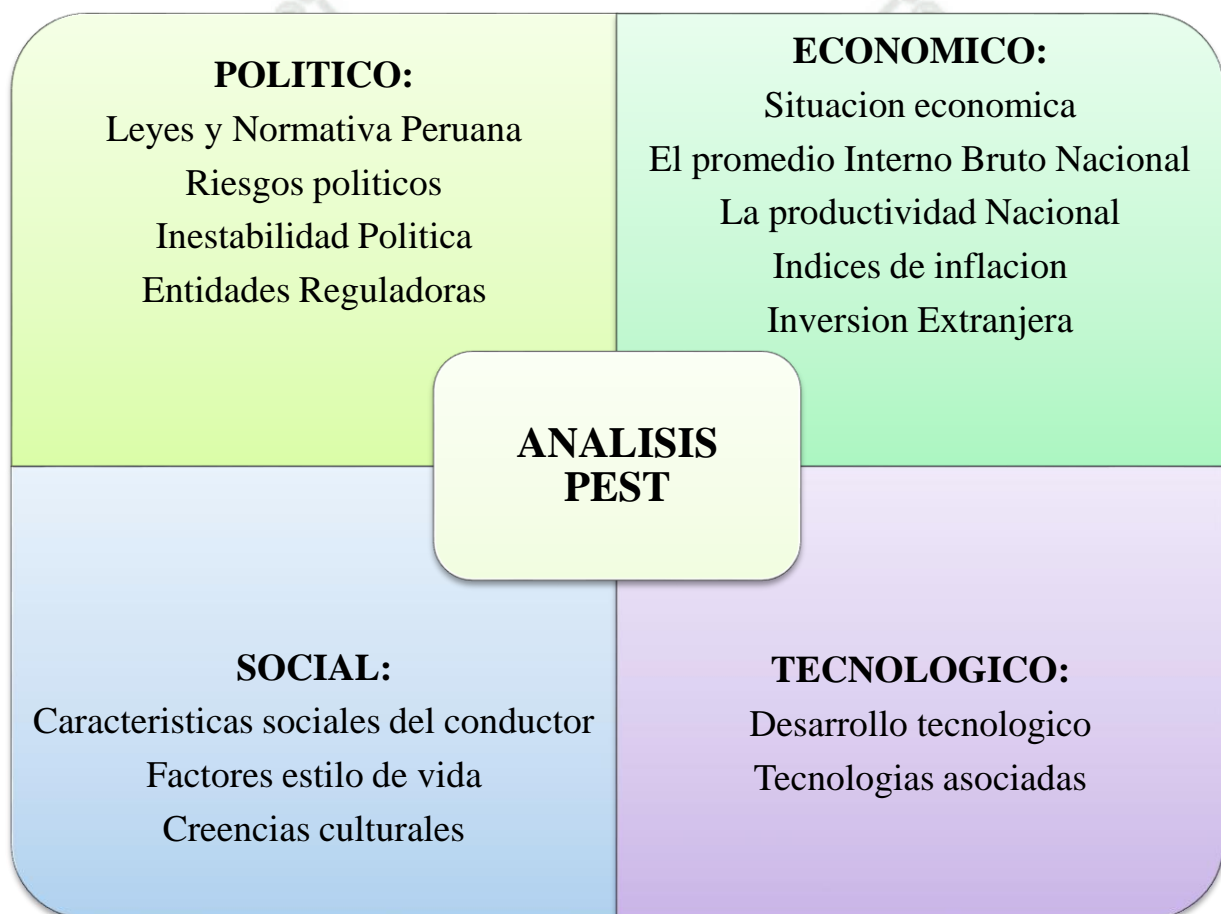 POLITICO:
Leyes y Normativa Peruana
Riesgos politicos
Inestabilidad Politica
Entidades Reguladoras
ECONOMICO:
Situacion economica
El promedio Interno Bruto Nacional
La productividad Nacional
Indices de inflacion
Inversion Extranjera
ANALISIS
PEST
SOCIAL:
Caracteristicas sociales del conductor
Factores estilo de vida
Creencias culturales
TECNOLOGICO:
Desarrollo tecnologico
Tecnologias asociadas